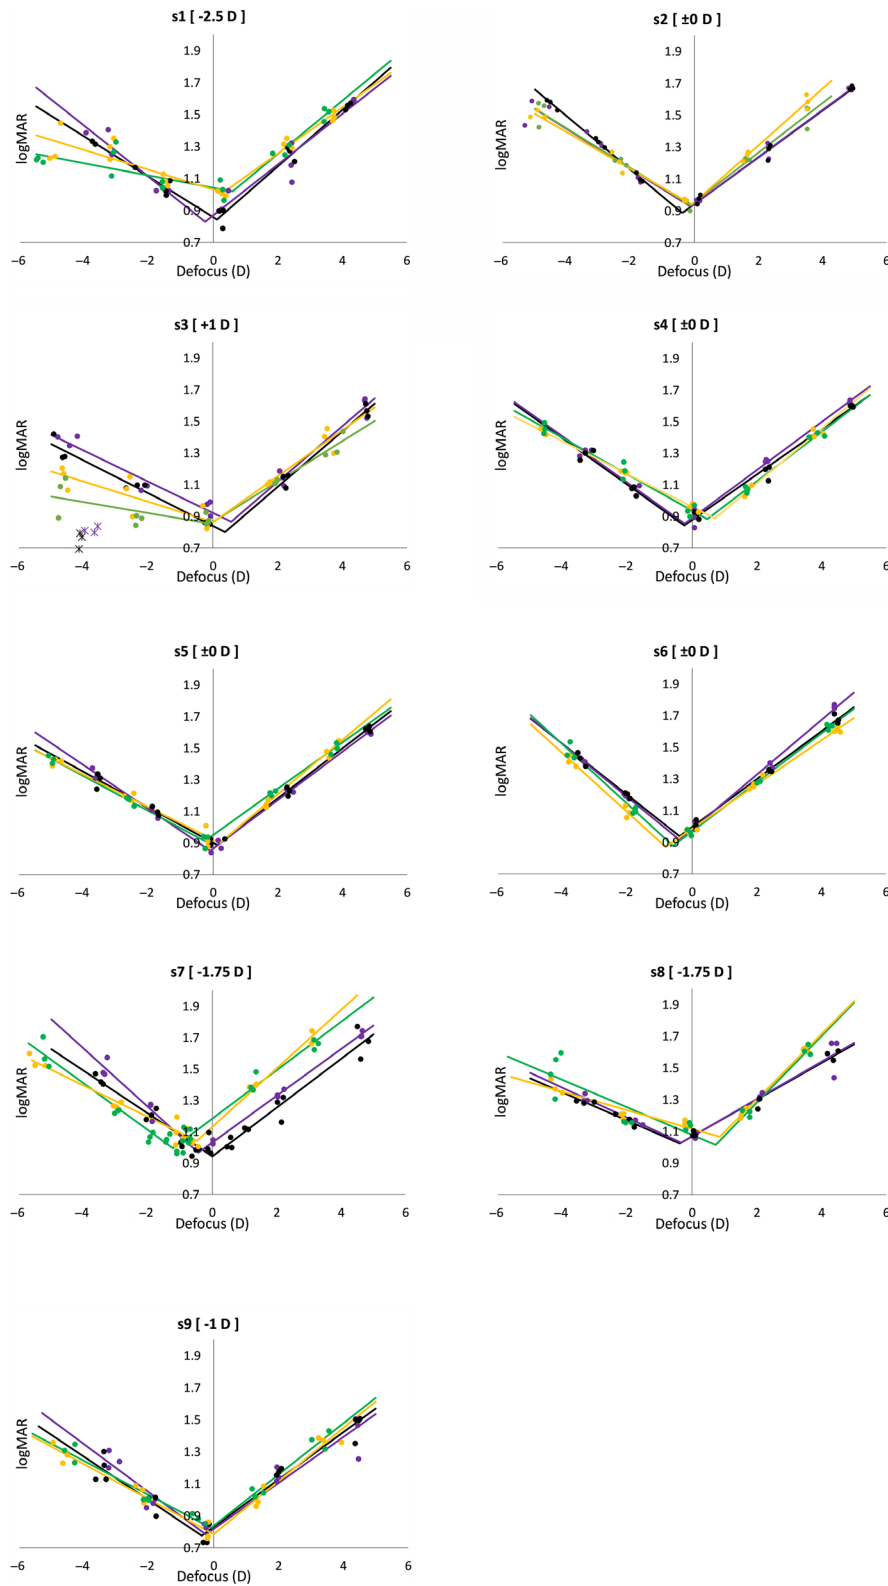 s1 [ -2.5 D ]
1.9
1.7
1.5
1.3
1.1
0.9
0.7
logMAR
−6 −4 −2 0 2 4 6
Defocus (D)
s2 [ ±0 D ]
1.9
1.7
1.5
1.3
1.1
0.9
0.7
logMAR
−6 −4 −2 0 2 4 6
Defocus (D)
s3 [ +1 D ]
1.9
1.7
1.5
1.3
1.1
0.9
0.7
logMAR
−6 −4 −2 0 2 4 6
Defocus (D)
s4 [ ±0 D ]
1.9
1.7
1.5
1.3
1.1
0.9
0.7
logMAR
−6 −4 −2 0 2 4 6
Defocus (D)
s5 [ ±0 D ]
1.9
1.7
1.5
1.3
1.1
0.9
0.7
logMAR
−6 −4 −2 0 2 4 6
Defocus (D)
s6 [ ±0 D ]
1.9
1.7
1.5
1.3
1.1
0.9
0.7
logMAR
−6 −4 −2 0 2 4 6
Defocus (D)
s7 [ -1.75 D ]
1.9
1.7
1.5
1.3
1.1
0.9
0.7
logMAR
−6 −4 −2 0 2 4 6
Defocus (D)
s8 [ -1.75 D ]
1.9
1.7
1.5
1.3
1.1
0.9
0.7
logMAR
−6 −4 −2 0 2 4 6
Defocus (D)
s9 [ -1 D ]
1.9
1.7
1.5
1.3
1.1
0.9
0.7
logMAR
−6 −4 −2 0 2 4 6
Defocus (D)